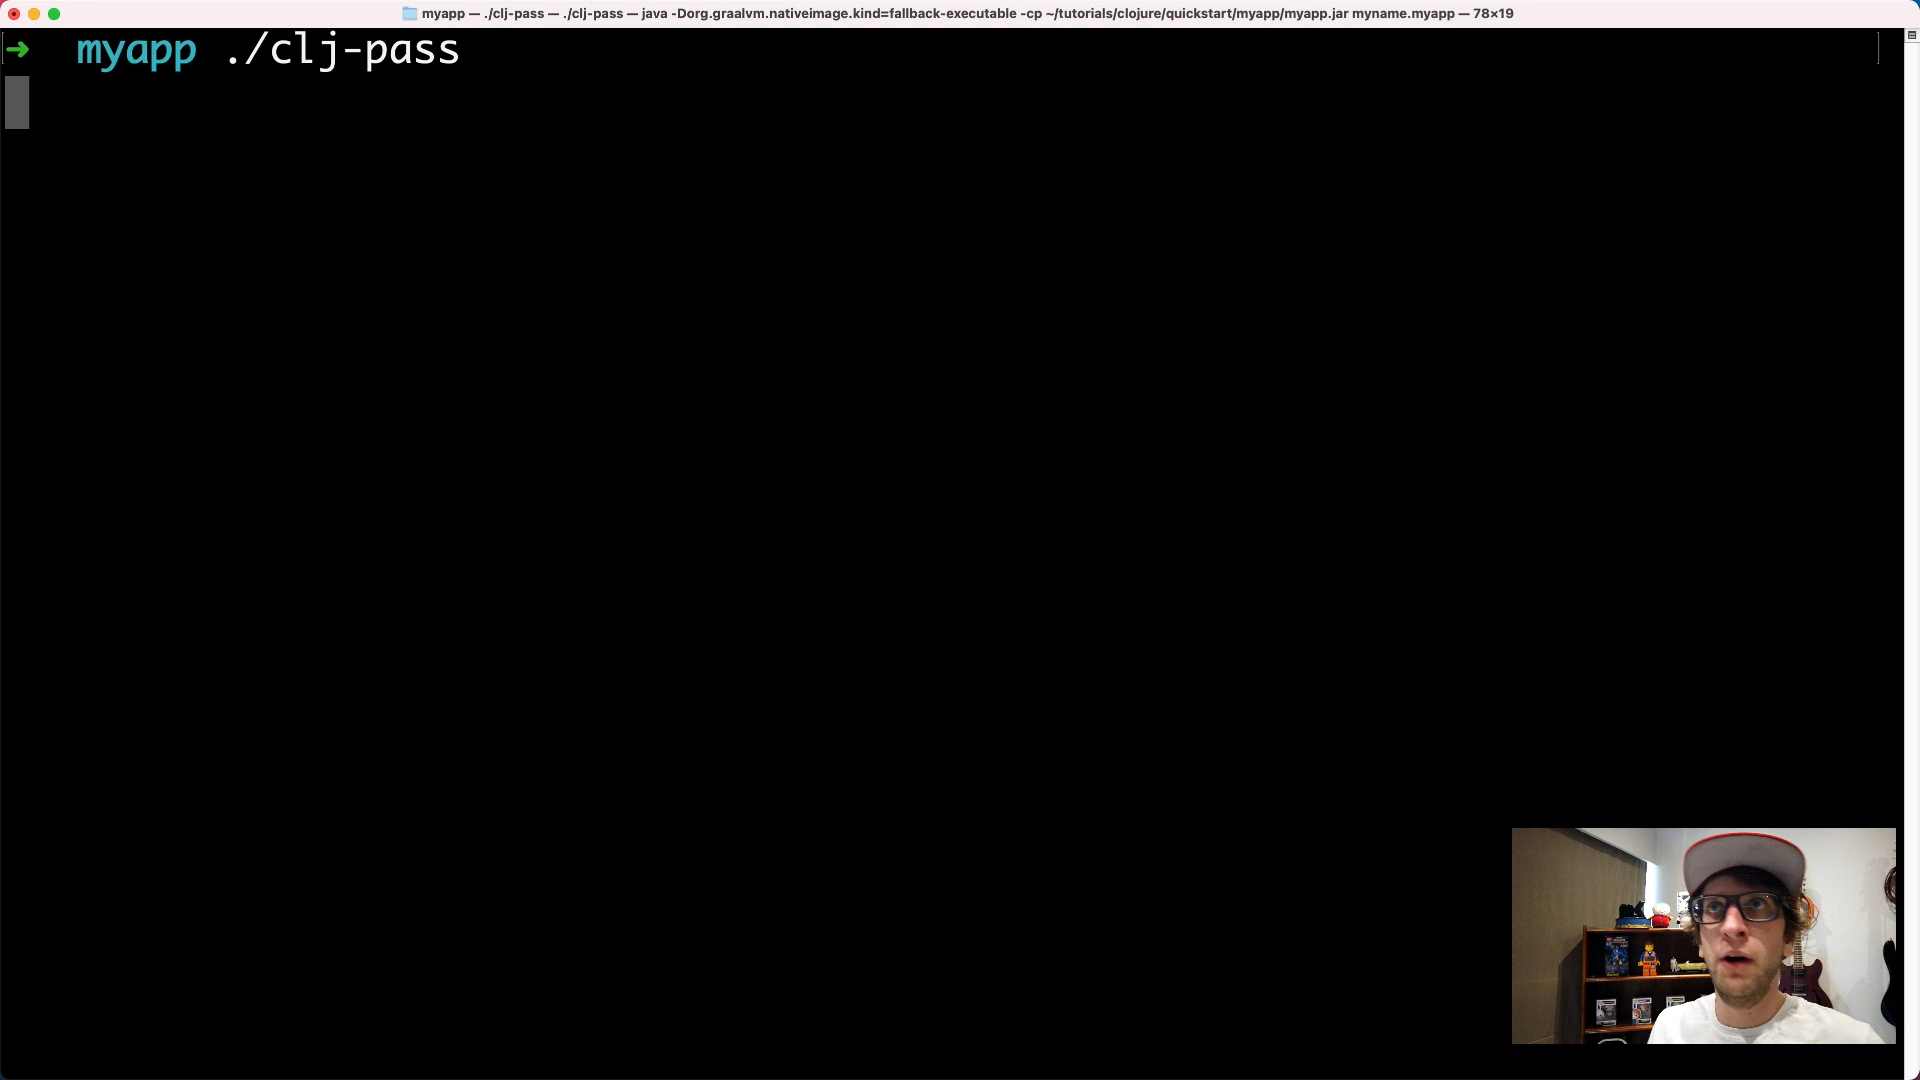 myapp — ./clj-pass — ./clj-pass — java -Dorg.graalvm.nativeimage.kind=fallback-executable -cp ~/tutorials/clojure/quickstart/myapp/myapp.jar myname.myapp — 78×19
➜ myapp ./clj-pass